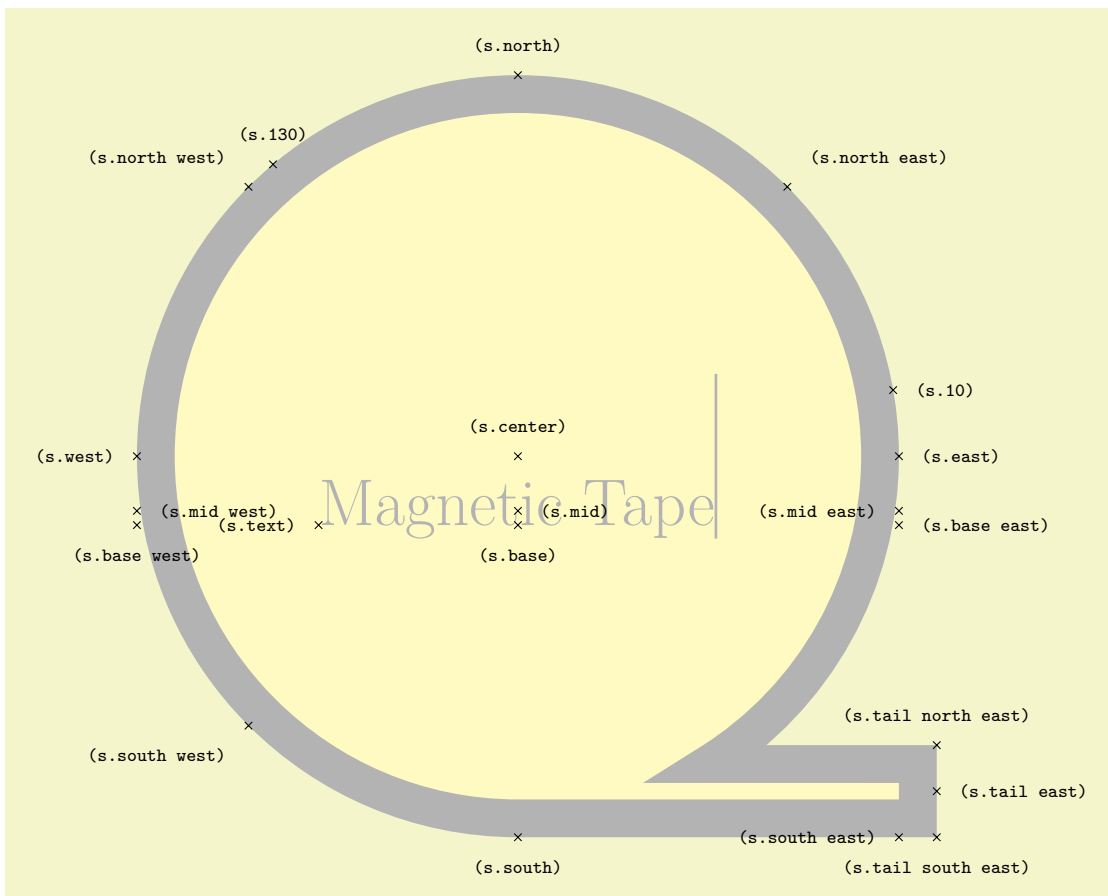 (s.north)
(s.130)
(s.north west)
(s.north east)
(s.10)
(s.center)
(s.west)
(s.east)
Magnetic Tape
(s.mid west)
(s.mid)
(s.mid east)
(s.text)
(s.base east)
(s.base west)
(s.base)
(s.tail north east)
(s.south west)
(s.tail east)
(s.south east)
(s.south)
(s.tail south east)